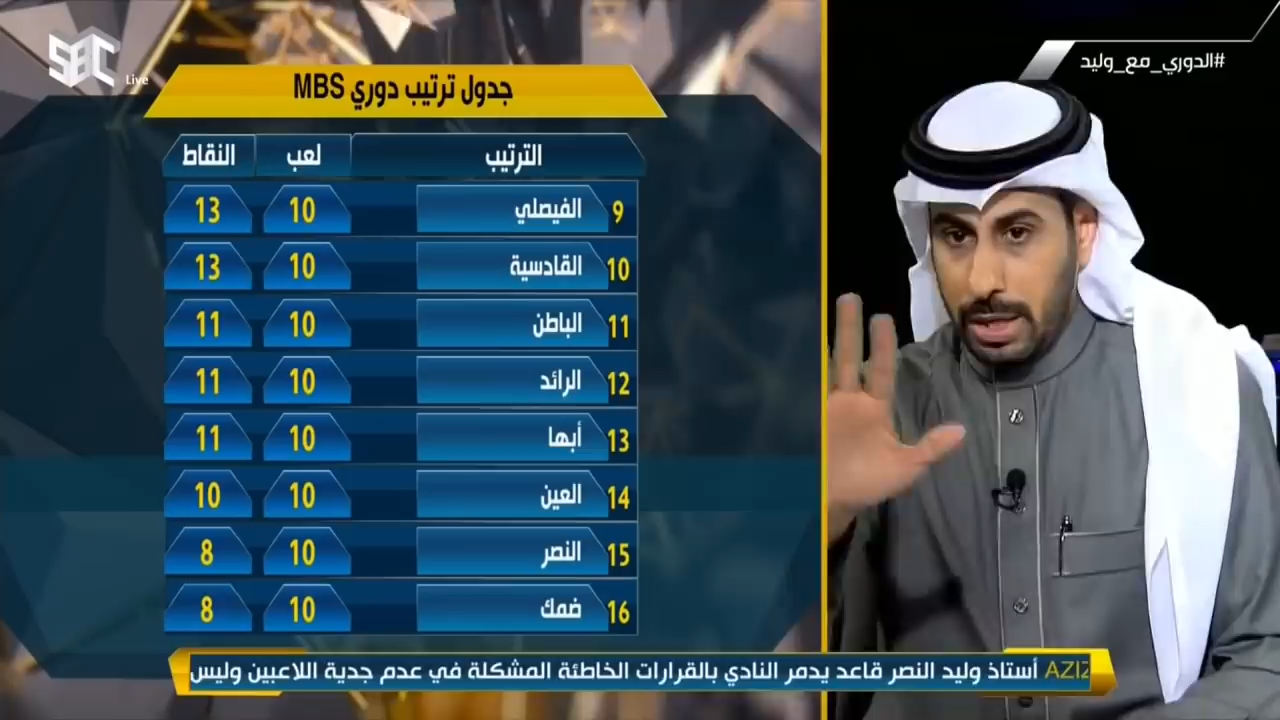 SBC
Live
#الدوري_مع_وليد
جدول ترتيب دوري MBS
الترتيب لعب النقاط
9 الفيصلي 10 13
10 القادسية 10 13
11 الباطن 10 11
12 الرائد 10 11
13 أبها 10 11
14 العين 10 10
15 النصر 10 8
16 ضمك 10 8
AZIZ أستاذ وليد النصر قاعد يدمر النادي بالقرارات الخاطئة المشكلة في عدم جدية اللاعبين وليس